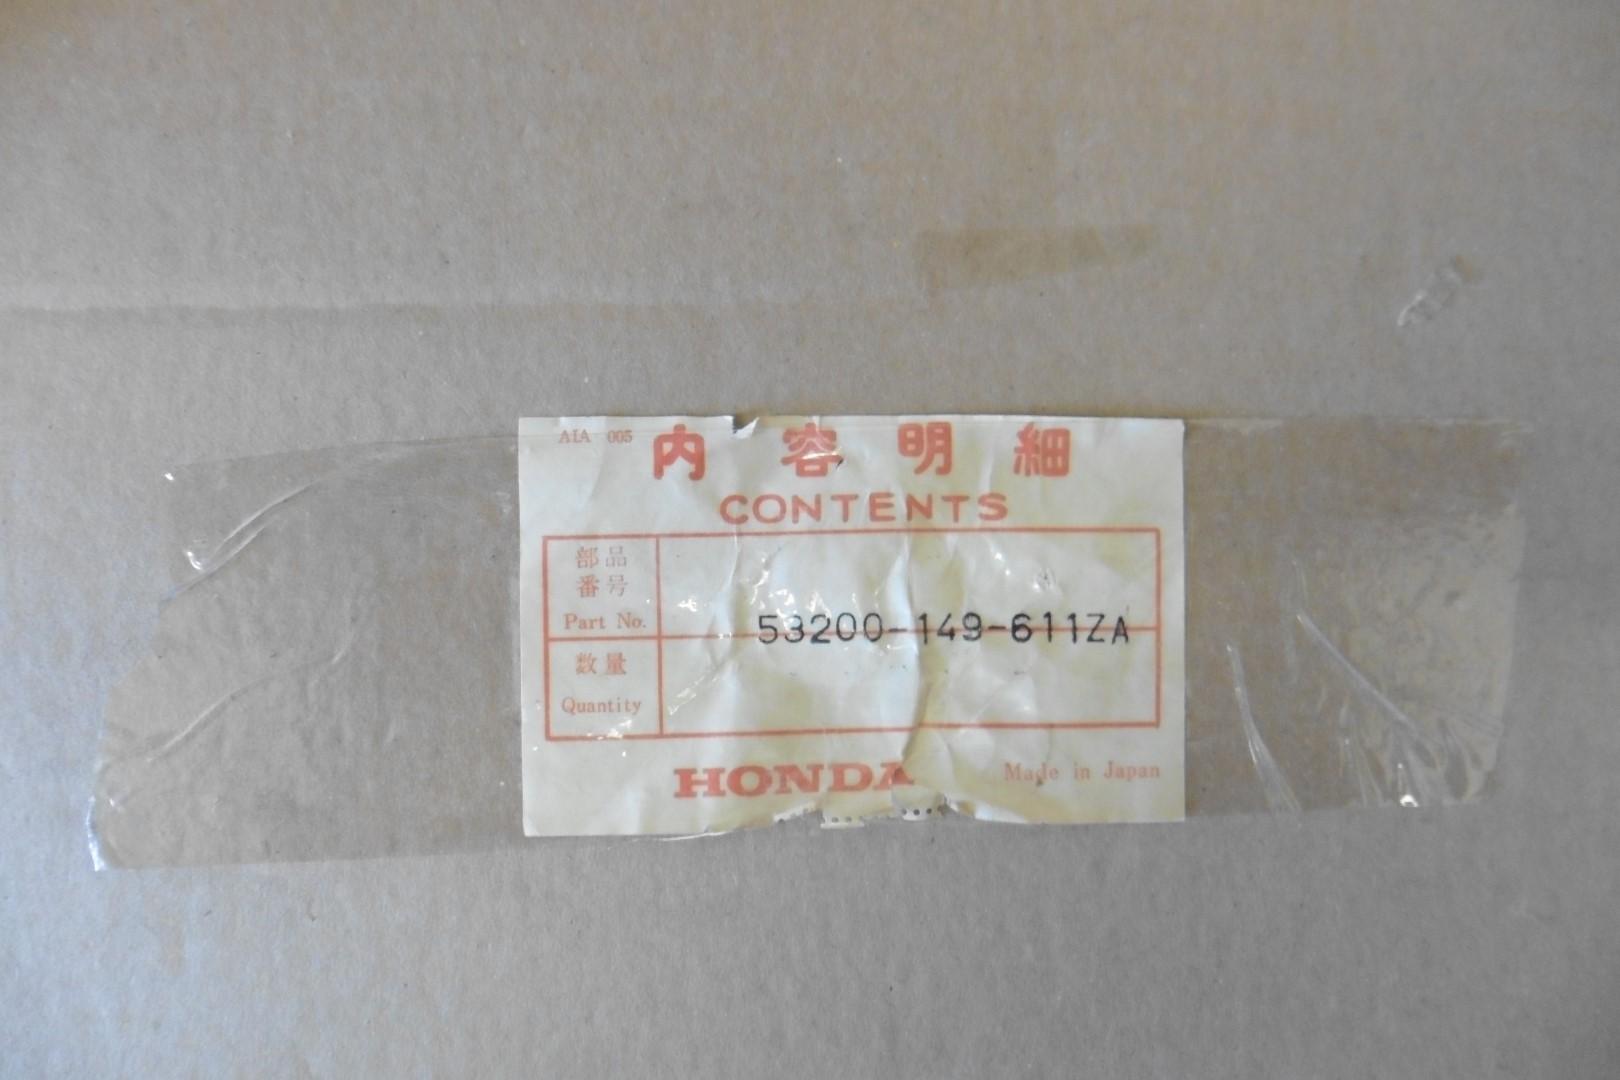 AIA 005
内容明細
CONTENTS
部品
番号
Part No.
53200-149-611ZA
数量
Quantity
HONDA
Made in Japan